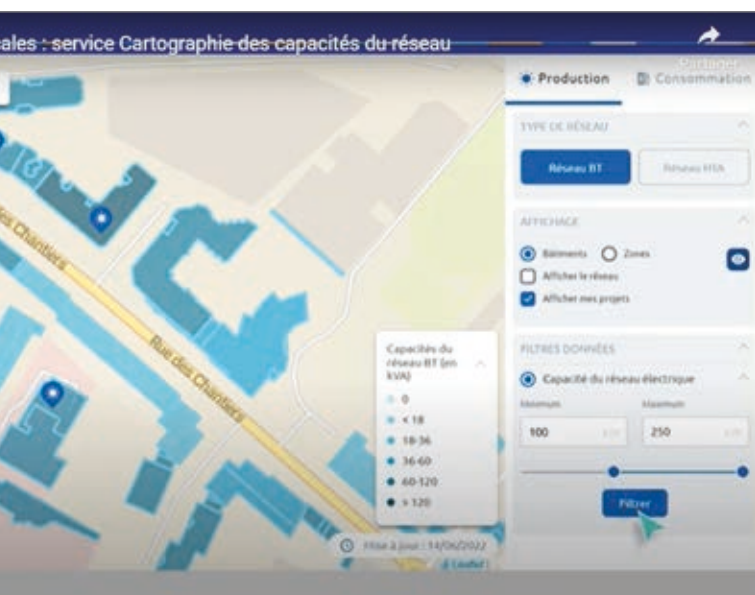 ales : service Cartographie des capacités du réseau
Partager
Production
Consommation
TYPE DE RÉSEAU
Réseau BT
Réseau HTA
AFFICHAGE
Bâtiments
Zones
Afficher le réseau
Afficher mes projets
FILTRES DONNÉES
Capacité du réseau électrique
Minimum
Maximum
100
250
Filtrer
des Chantiers
Rue des Chantiers
Capacités du
réseau BT (en
kVA)
0
< 18
18-36
36-60
60-120
> 120
Mise à jour : 14/06/2022
Leaflet